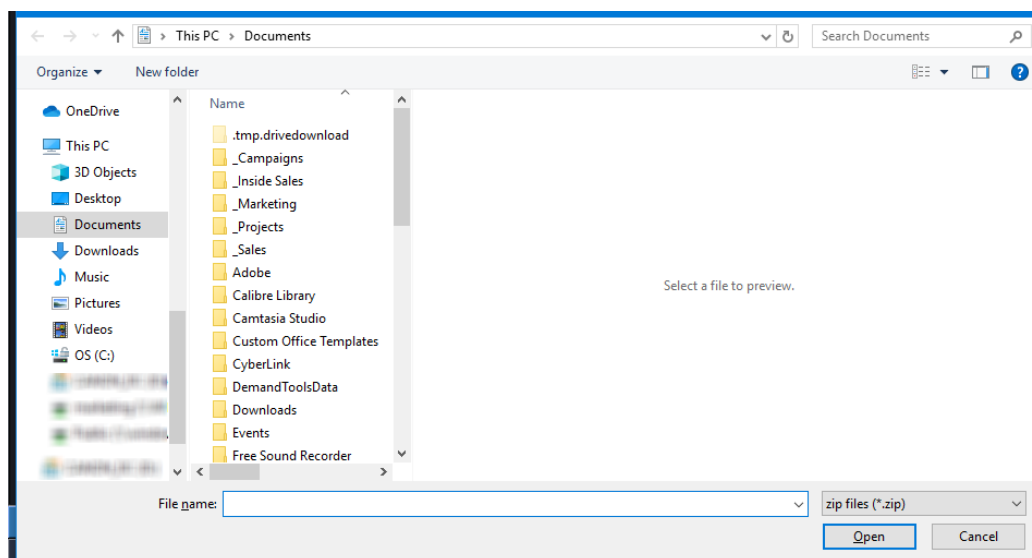 This PC > Documents
Search Documents
Organize
New folder
OneDrive
This PC
3D Objects
Desktop
Documents
Downloads
Music
Pictures
Videos
OS (C:)
Name
.tmp.drivedownload
_Campaigns
_Inside Sales
_Marketing
_Projects
_Sales
Adobe
Calibre Library
Camtasia Studio
Custom Office Templates
CyberLink
DemandToolsData
Downloads
Events
Free Sound Recorder
Select a file to preview.
File name:
zip files (*.zip)
Open
Cancel